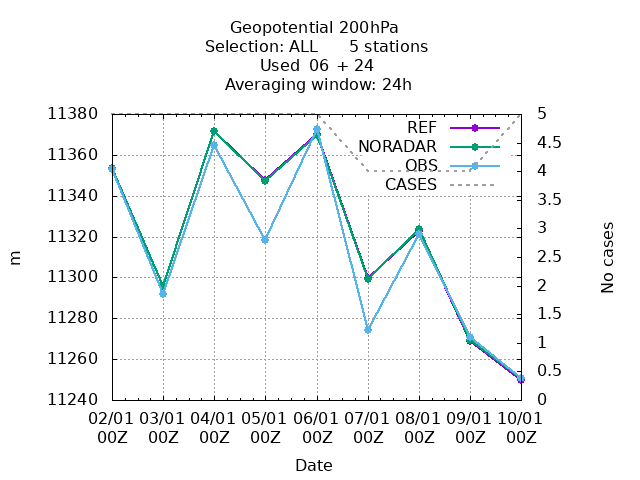 Geopotential 200hPa
Selection: ALL 5 stations
Used 06 + 24
Averaging window: 24h
11380
11360
11340
11320
11300
11280
11260
11240
m
5
4.5
4
3.5
3
2.5
2
1.5
1
0.5
0
No cases
REF
NORADAR
OBS
CASES
02/01 03/01 04/01 05/01 06/01 07/01 08/01 09/01 10/01
00Z 00Z 00Z 00Z 00Z 00Z 00Z 00Z 00Z
Date